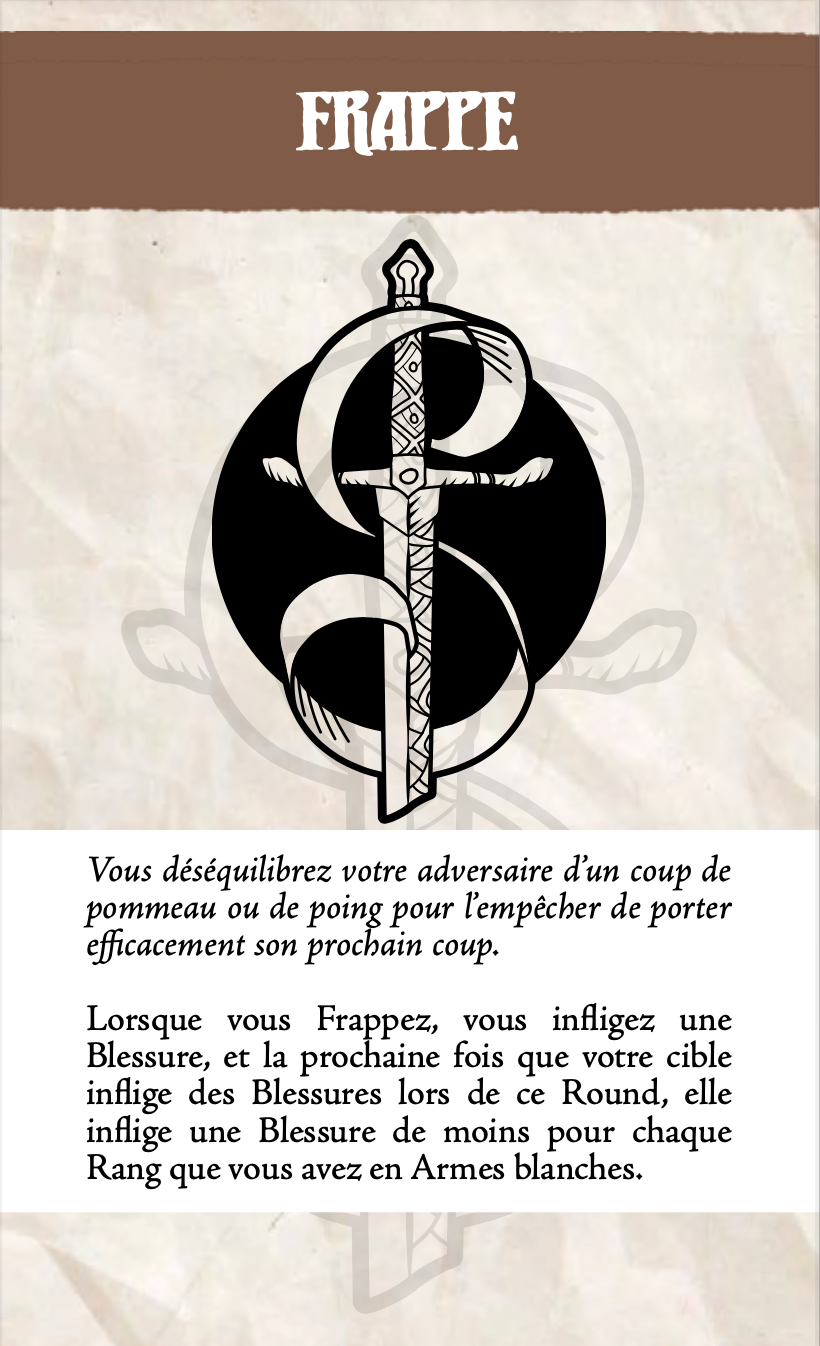 FRAPPE
Vous déséquilibrez votre adversaire d’un coup de
pommeau ou de poing pour l’empêcher de porter
efficacement son prochain coup.
Lorsque vous Frappez, vous infligez une
Blessure, et la prochaine fois que votre cible
inflige des Blessures lors de ce Round, elle
inflige une Blessure de moins pour chaque
Rang que vous avez en Armes blanches.